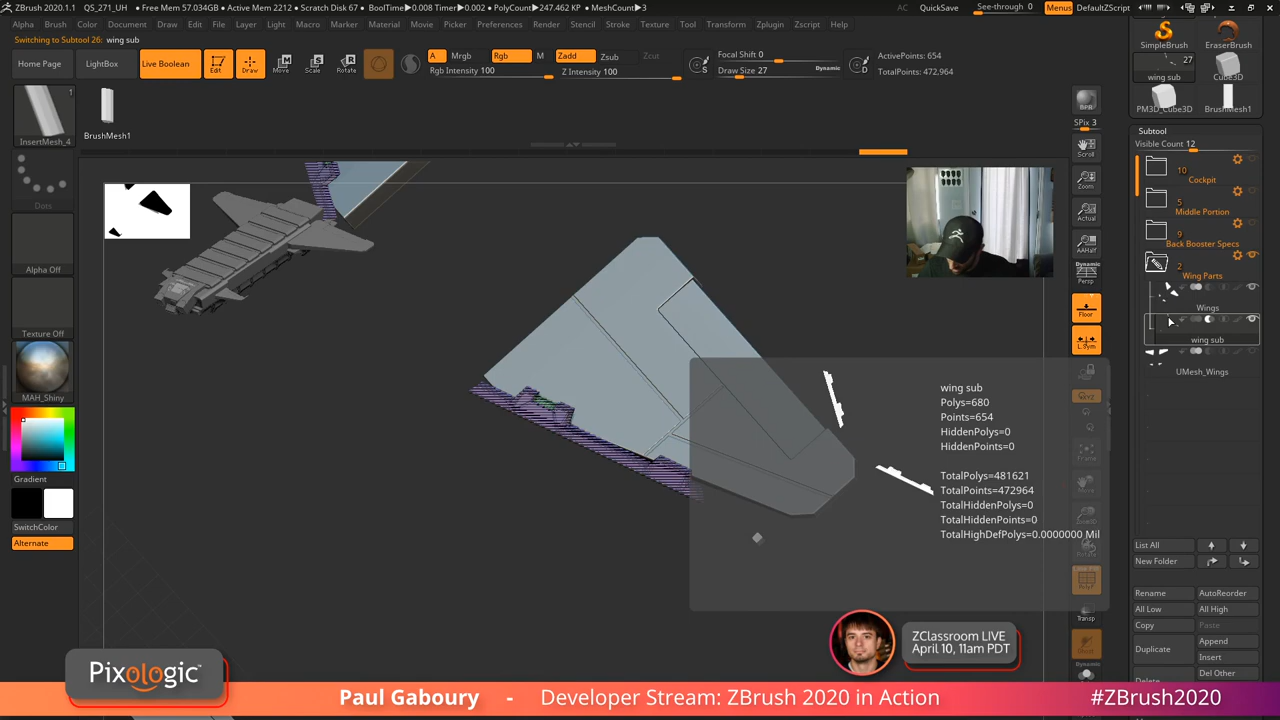 ZBrush 2020.1.1
QS_271_UH
• Free Mem 57.034GB • Active Mem 2212 • Scratch Disk 67 • BoolTime▶0.008 Timer▶0.002 • PolyCount▶247.462 KP • MeshCount▶3
AC
QuickSave
See-through 0
Menus
DefaultZScript
Alpha Brush Color Document Draw Edit File Layer Light Macro Marker Material Movie Picker Preferences Render Stencil Stroke Texture Tool Transform Zplugin Zscript Help
Switching to Subtool 26: wing sub
Home Page
LightBox
Live Boolean
Edit
Draw
Move
Scale
Rotate
A
Mrgb
Rgb
M
Zadd
Zsub
Zcut
Rgb Intensity 100
Z Intensity 100
Focal Shift 0
Draw Size 27
Dynamic
S
D
ActivePoints: 654
TotalPoints: 472,964
1
InsertMesh_4
BrushMesh1
Dots
Alpha Off
Texture Off
MAH_Shiny
Gradient
SwitchColor
Alternate
BPR
SPix 3
Scroll
Zoom
Actual
AAHalf
Dynamic
Persp
Floor
L.Sym
Frame
Move
Rotate
Transp
Dynamic
SimpleBrush
EraserBrush
27
wing sub
Cube3D
PM3D_Cube3D
BrushMesh1
Subtool
Visible Count 12
10
Cockpit
5
Middle Portion
9
Back Booster Specs
2
Wing Parts
Wings
wing sub
UMesh_Wings
List All
New Folder
Rename
AutoReorder
All Low
All High
Copy
Paste
Duplicate
Append
Insert
Delete
Del Other
wing sub
Polys=680
Points=654
HiddenPolys=0
HiddenPoints=0
TotalPolys=481621
TotalPoints=472964
TotalHiddenPolys=0
TotalHiddenPoints=0
TotalHighDefPolys=0.0000000 Mil
ZClassroom LIVE
April 10, 11am PDT
Pixologic™
Paul Gaboury - Developer Stream: ZBrush 2020 in Action
#ZBrush2020